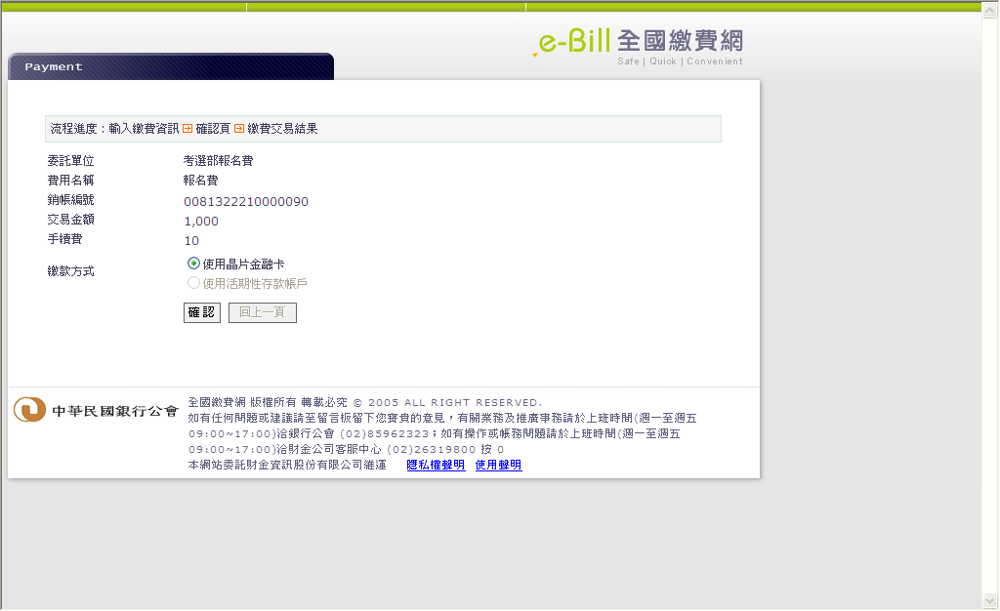 e-Bill 全國繳費網
Safe | Quick | Convenient
Payment
流程進度：輸入繳費資訊 確認頁 繳費交易結果
委託單位 考選部報名費
費用名稱 報名費
銷帳編號 0081322210000090
交易金額 1,000
手續費 10
繳款方式 使用晶片金融卡
使用活期性存款帳戶
確認 回上一頁
中華民國銀行公會
全國繳費網 版權所有 轉載必究 © 2005 ALL RIGHT RESERVED.
如有任何問題或建議請至留言板留下您寶貴的意見，有關業務及推廣事務請於上班時間(週一至週五
09:00~17:00)洽銀行公會 (02)85962323；如有操作或帳務問題請於上班時間(週一至週五
09:00~17:00)洽財金公司客服中心 (02)26319800 按 0
本網站委託財金資訊股份有限公司維運 隱私權聲明 使用聲明